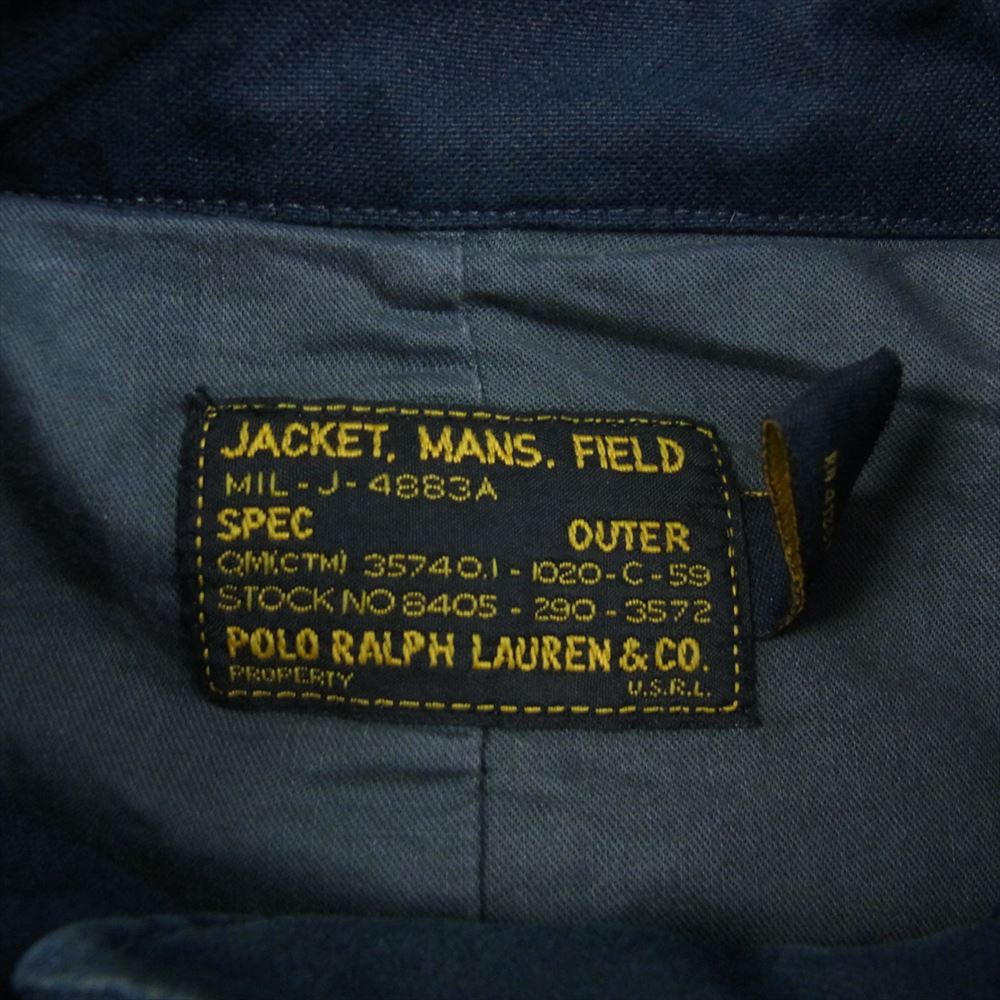 JACKET, MANS, FIELD
MIL-J-4883A
SPEC OUTER
QM(CTM) 35740.1-1020-C-59
STOCK NO 8405-290-3572
POLO RALPH LAUREN & CO.
PROPERTY U.S.R.L.